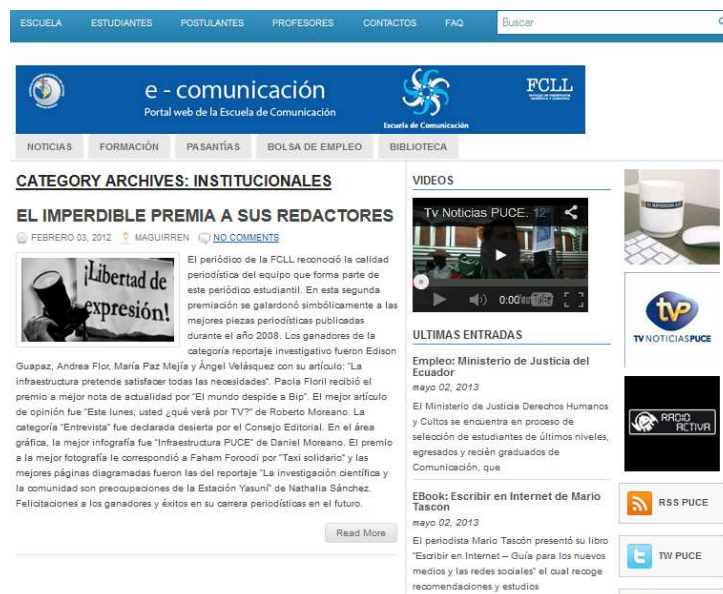 ESCUELA ESTUDIANTES POSTULANTES PROFESORES CONTACTOS FAQ Buscar
e - comunicación
Portal web de la Escuela de Comunicación
Escuela de Comunicación
FCLL
NOTICIAS FORMACIÓN PASANTÍAS BOLSA DE EMPLEO BIBLIOTECA
CATEGORY ARCHIVES: INSTITUCIONALES
EL IMPERDIBLE PREMIA A SUS REDACTORES
FEBRERO 03, 2012 MAGUIRREN NO COMMENTS
¡Libertad de
expresión!
El periódico de la FCLL reconoció la calidad
periodística del equipo que forma parte de
este periódico estudiantil. En esta segunda
premiación se galardonó simbólicamente a las
mejores piezas periodísticas publicadas
durante el año 2008. Los ganadores de la
categoría reportaje investigativo fueron Edison
Guapaz, Andrea Flor, María Paz Mejía y Ángel Velásquez con su artículo: "La
infraestructura pretende satisfacer todas las necesidades". Paola Floril recibió el
premio a mejor nota de actualidad por "El mundo despide a Bip". El mejor artículo
de opinión fue "Este lunes, usted ¿qué verá por TV?" de Roberto Moreano. La
categoría "Entrevista" fue declarada desierta por el Consejo Editorial. En el área
gráfica, la mejor infografía fue "Infraestructura PUCE" de Daniel Moreano. El premio
a la mejor fotografía le correspondió a Faham Foroodi por "Taxi solidario" y las
mejores páginas diagramadas fueron las del reportaje "La investigación científica y
la comunidad son preocupaciones de la Estación Yasuní" de Nathalia Sánchez.
Felicitaciones a los ganadores y éxitos en su carrera periodísticas en el futuro.
Read More
VIDEOS
Tv Noticias PUCE. 12
0:00
ULTIMAS ENTRADAS
Empleo: Ministerio de Justicia del
Ecuador
mayo 02, 2013
El Ministerio de Justicia Derechos Humanos
y Cultos se encuentra en proceso de
selección de estudiantes de últimos niveles,
egresados y recién graduados de
Comunicación, que
EBook: Escribir en Internet de Mario
Tascon
mayo 02, 2013
El periodista Mario Tascón presentó su libro
"Escribir en Internet – Guía para los nuevos
medios y las redes sociales" el cual recoge
recomendaciones y estudios
tvp
TV NOTICIAS PUCE
RADIO
ACTIVA
RSS PUCE
TW PUCE